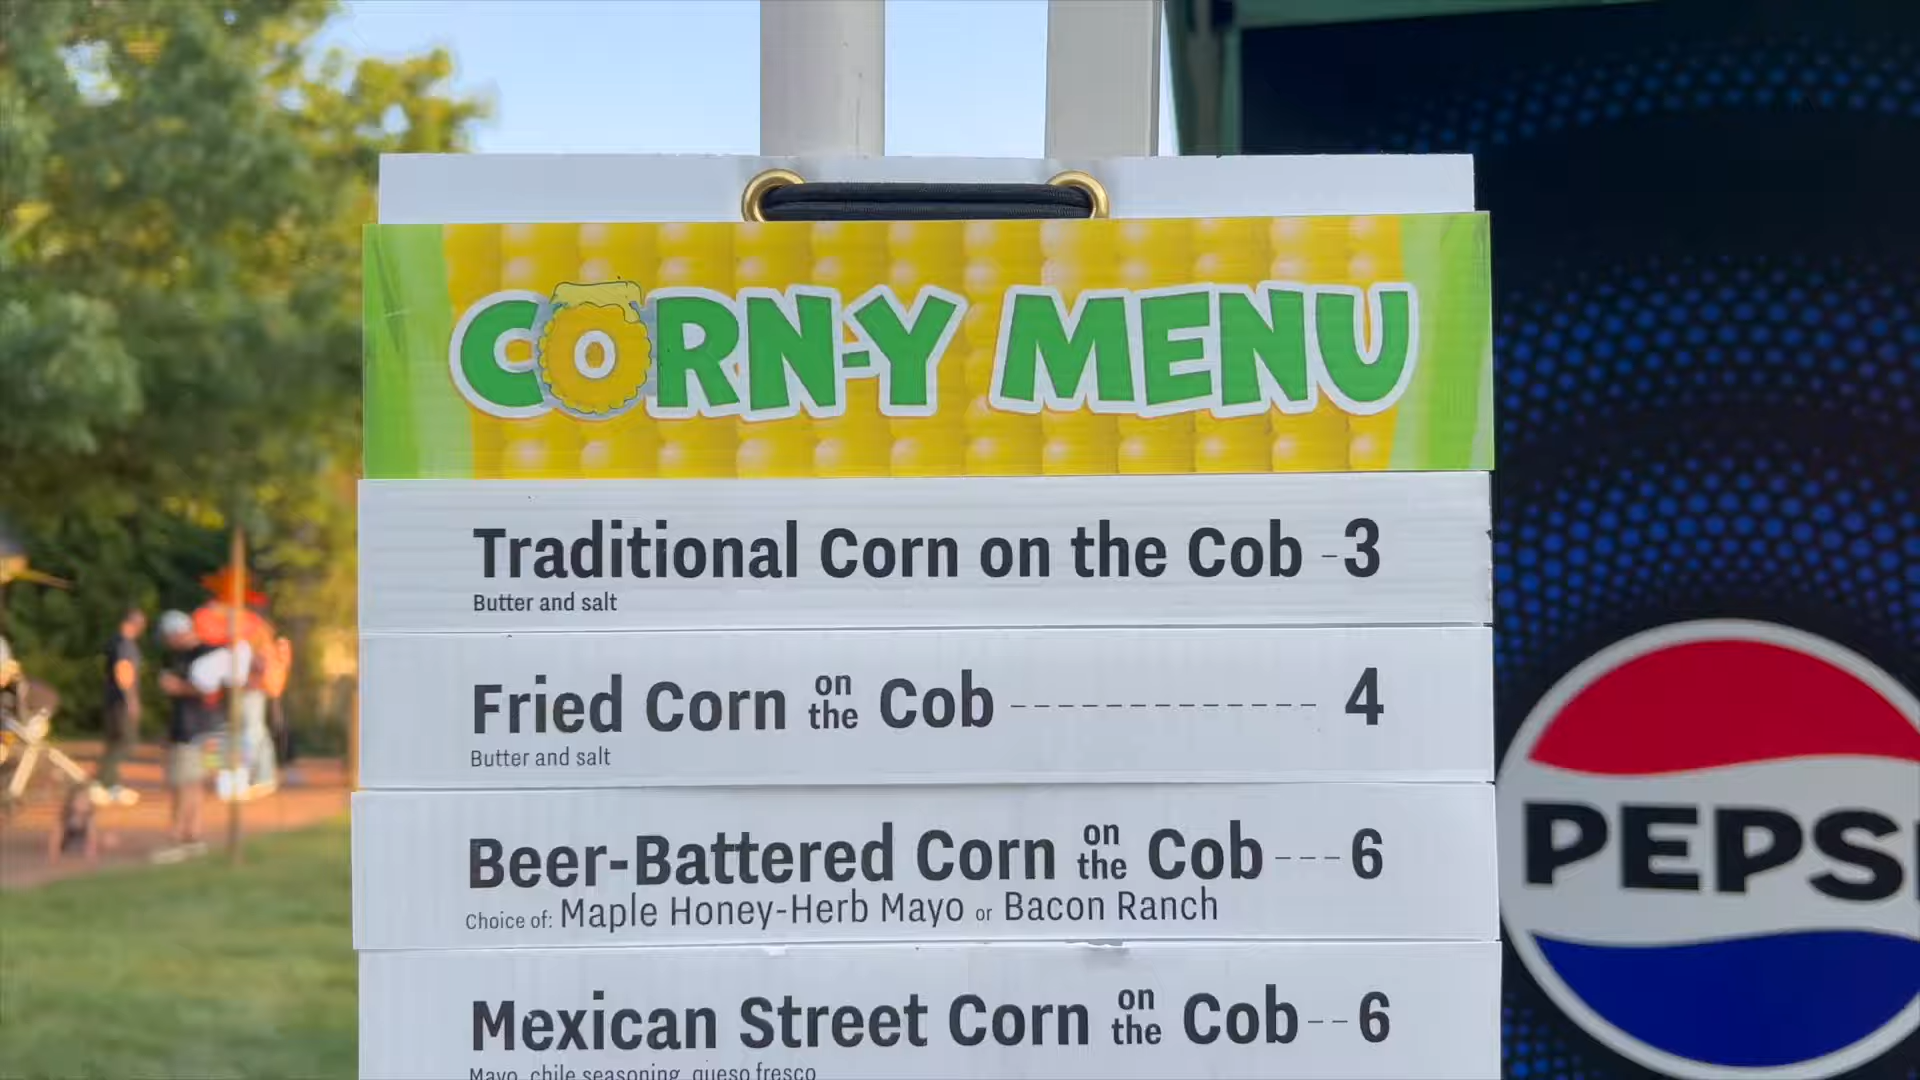 CORN-Y MENU
Traditional Corn on the Cob - 3
Butter and salt
Fried Corn on the Cob ------------- 4
Butter and salt
Beer-Battered Corn on the Cob --- 6
Choice of: Maple Honey-Herb Mayo or Bacon Ranch
Mexican Street Corn on the Cob -- 6
Mayo, chile seasoning, queso fresco
PEPSI